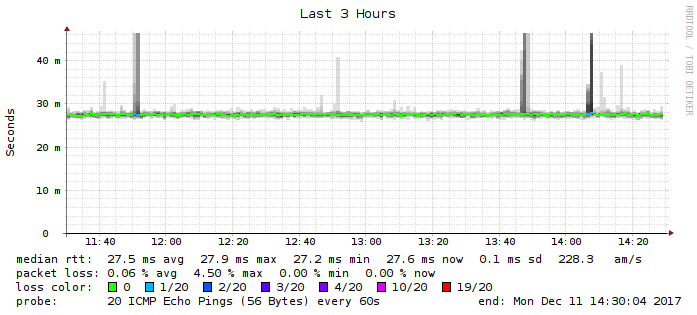 Last 3 Hours
RRDTOOL / TOBI OETIKER
Seconds
40 m
30 m
20 m
10 m
0
11:40 12:00 12:20 12:40 13:00 13:20 13:40 14:00 14:20
median rtt: 27.5 ms avg 27.9 ms max 27.2 ms min 27.6 ms now 0.1 ms sd 228.3 am/s
packet loss: 0.06 % avg 4.50 % max 0.00 % min 0.00 % now
loss color: 0 1/20 2/20 3/20 4/20 10/20 19/20
probe: 20 ICMP Echo Pings (56 Bytes) every 60s end: Mon Dec 11 14:30:04 2017